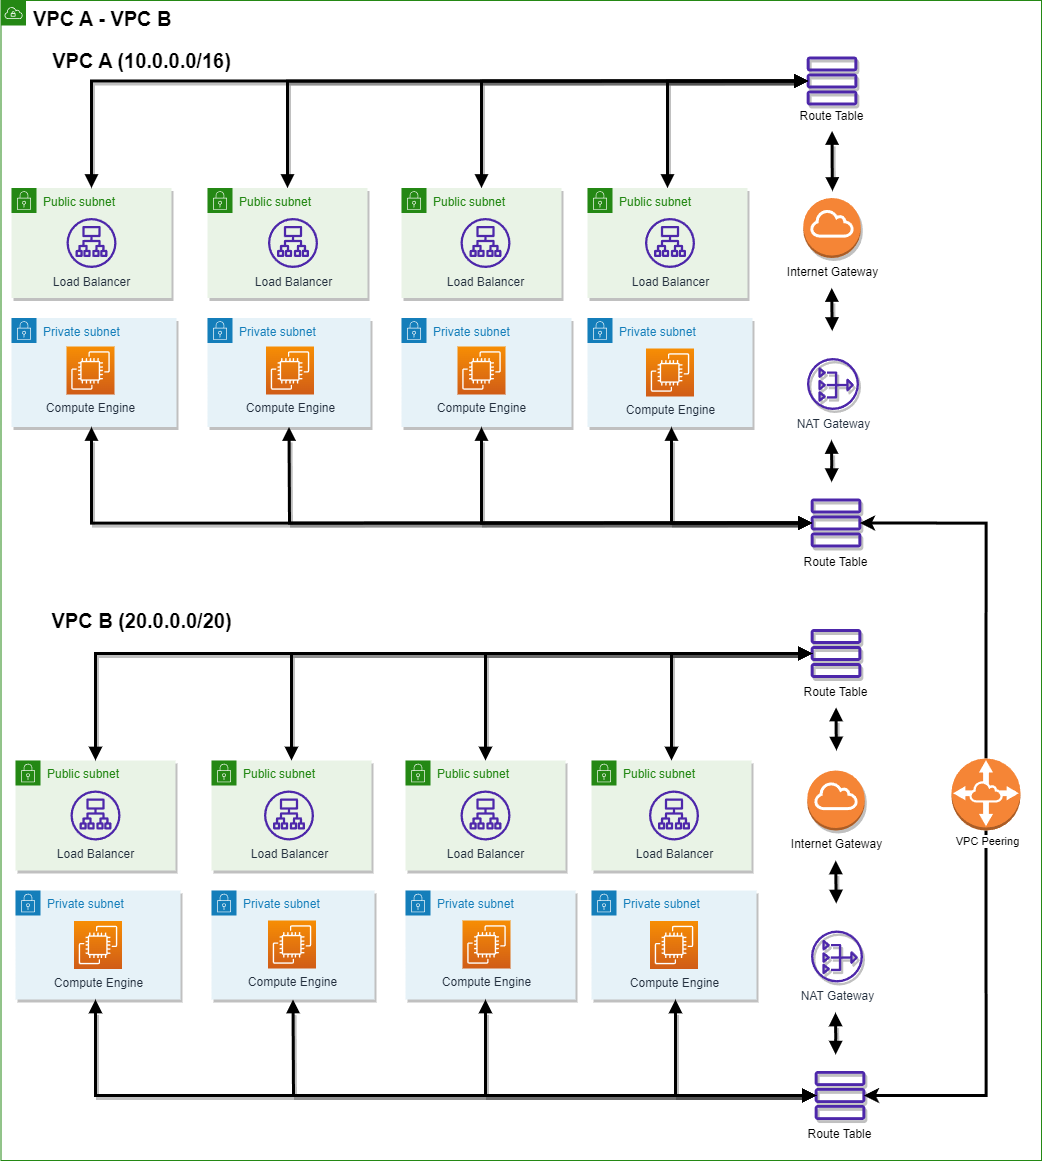 VPC A - VPC B
VPC A (10.0.0.0/16)
Route Table
Public subnet
Public subnet
Public subnet
Public subnet
Load Balancer
Load Balancer
Load Balancer
Load Balancer
Internet Gateway
Private subnet
Private subnet
Private subnet
Private subnet
Compute Engine
Compute Engine
Compute Engine
Compute Engine
NAT Gateway
Route Table
VPC B (20.0.0.0/20)
Route Table
Public subnet
Public subnet
Public subnet
Public subnet
Load Balancer
Load Balancer
Load Balancer
Load Balancer
Internet Gateway
VPC Peering
Private subnet
Private subnet
Private subnet
Private subnet
Compute Engine
Compute Engine
Compute Engine
Compute Engine
NAT Gateway
Route Table